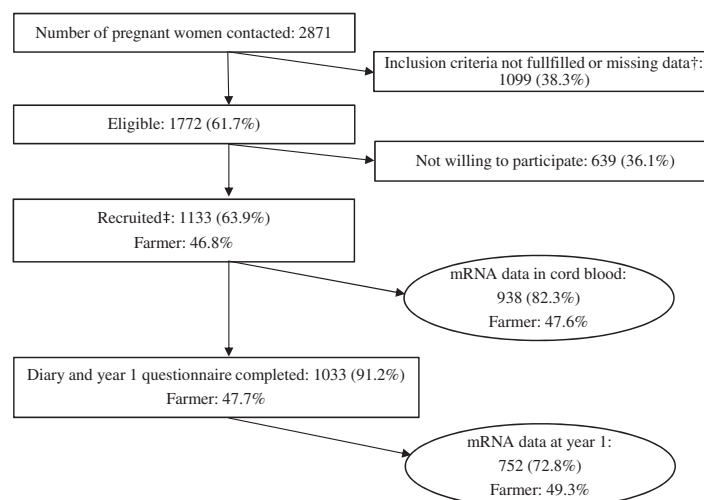 Number of pregnant women contacted: 2871
Inclusion criteria not fullfilled or missing data†:
1099 (38.3%)
Eligible: 1772 (61.7%)
Not willing to participate: 639 (36.1%)
Recruited‡: 1133 (63.9%)
Farmer: 46.8%
mRNA data in cord blood:
938 (82.3%)
Farmer: 47.6%
Diary and year 1 questionnaire completed: 1033 (91.2%)
Farmer: 47.7%
mRNA data at year 1:
752 (72.8%)
Farmer: 49.3%